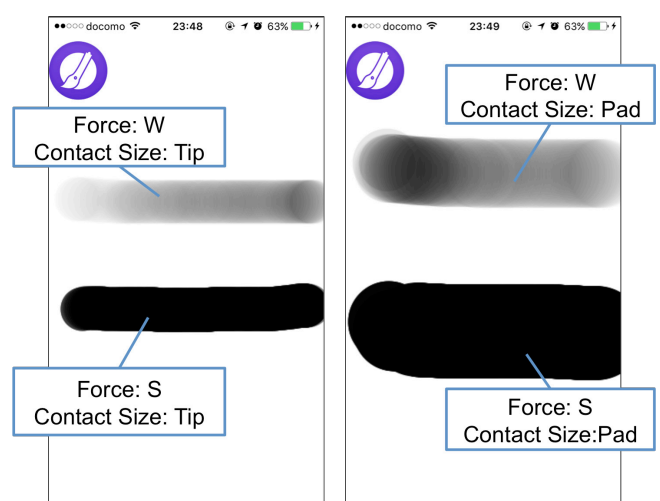 ●●○○○ docomo 23:48 63%
Force: W
Contact Size: Tip
Force: S
Contact Size: Tip
●●○○○ docomo 23:49 63%
Force: W
Contact Size: Pad
Force: S
Contact Size:Pad